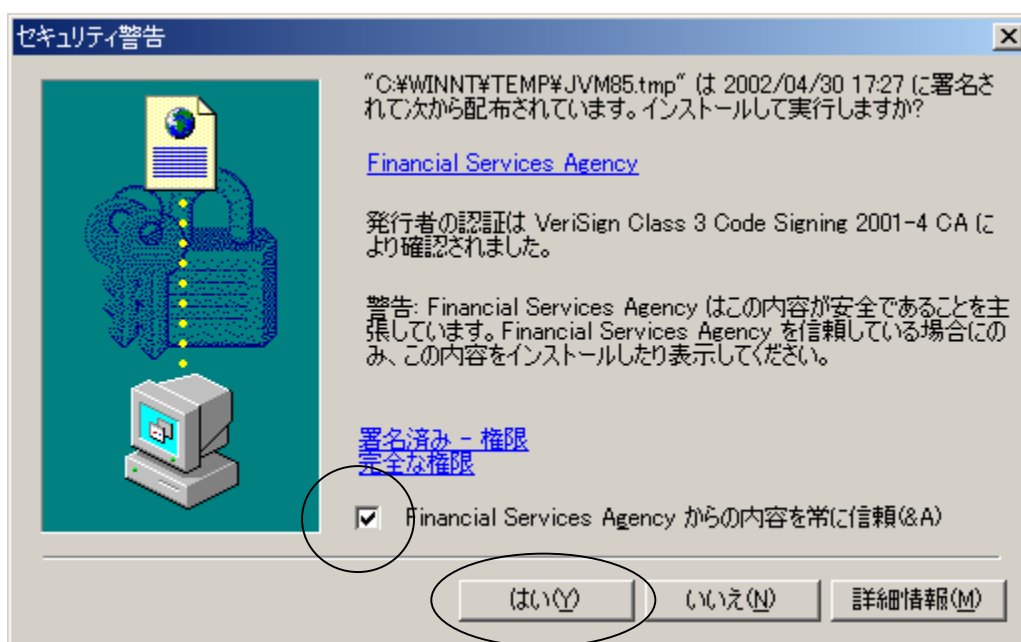 セキュリティ警告
"C:¥WINNT¥TEMP¥JVM85.tmp" は 2002/04/30 17:27 に署名さ
れて次から配布されています。インストールして実行しますか?
Financial Services Agency
発行者の認証は VeriSign Class 3 Code Signing 2001-4 CA に
より確認されました。
警告: Financial Services Agency はこの内容が安全であることを主
張しています。Financial Services Agency を信頼している場合にの
み、この内容をインストールしたり表示してください。
署名済み - 権限
完全な権限
Financial Services Agency からの内容を常に信頼(&A)
はい(Y)
いいえ(N)
詳細情報(M)